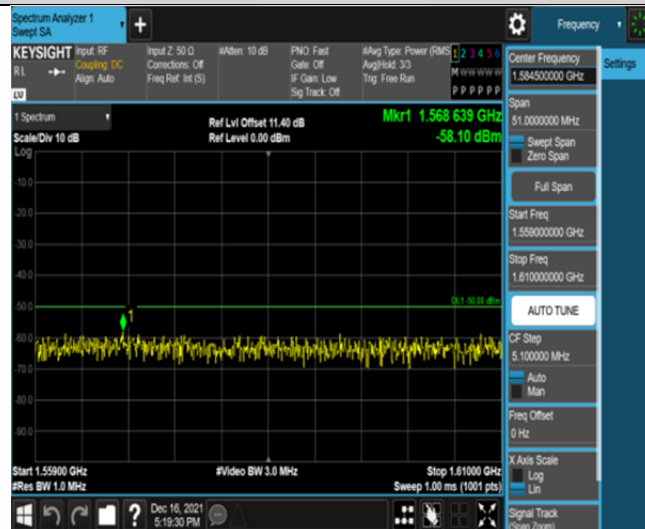 Spectrum Analyzer 1
Swept SA
+
Frequency
KEYSIGHT
Input: RF
Input Z: 50 Ω
#Atten: 10 dB
PNO: Fast
#Avg Type: Power (RMS
1 2 3 4 5 6
R L
Coupling: DC
Corrections: Off
Gate: Off
Avg|Hold: 3/3
M W W W W W
Align: Auto
Freq Ref: Int (S)
IF Gain: Low
Trig: Free Run
Sig Track: Off
P P P P P P
LXI
1 Spectrum
Ref Lvl Offset 11.40 dB
Mkr1 1.568 639 GHz
Scale/Div 10 dB
Ref Level 0.00 dBm
-58.10 dBm
Log
-10.0
-20.0
-30.0
-40.0
-50.0
DL1 -50.00 dBm
1
-60.0
-70.0
-80.0
-90.0
Start 1.55900 GHz
#Video BW 3.0 MHz
Stop 1.61000 GHz
#Res BW 1.0 MHz
Sweep 1.00 ms (1001 pts)
Settings
Center Frequency
1.584500000 GHz
Span
51.0000000 MHz
Swept Span
Zero Span
Full Span
Start Freq
1.559000000 GHz
Stop Freq
1.610000000 GHz
AUTO TUNE
CF Step
5.100000 MHz
Auto
Man
Freq Offset
0 Hz
X Axis Scale
Log
Lin
Signal Track
(Span Zoom)
?
Dec 16, 2021
5:19:30 PM